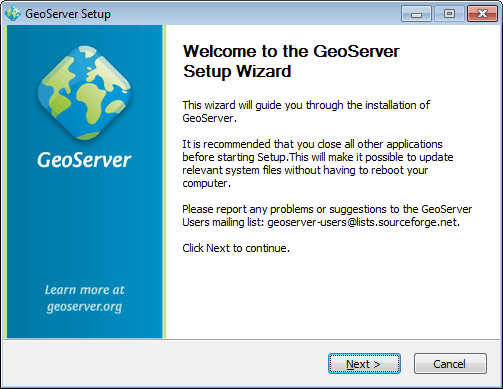 GeoServer Setup
Welcome to the GeoServer
Setup Wizard
This wizard will guide you through the installation of
GeoServer.
It is recommended that you close all other applications
before starting Setup.This will make it possible to update
relevant system files without having to reboot your
computer.
Please report any problems or suggestions to the GeoServer
Users mailing list: geoserver-users@lists.sourceforge.net.
Click Next to continue.
GeoServer
Learn more at
geoserver.org
Next >
Cancel